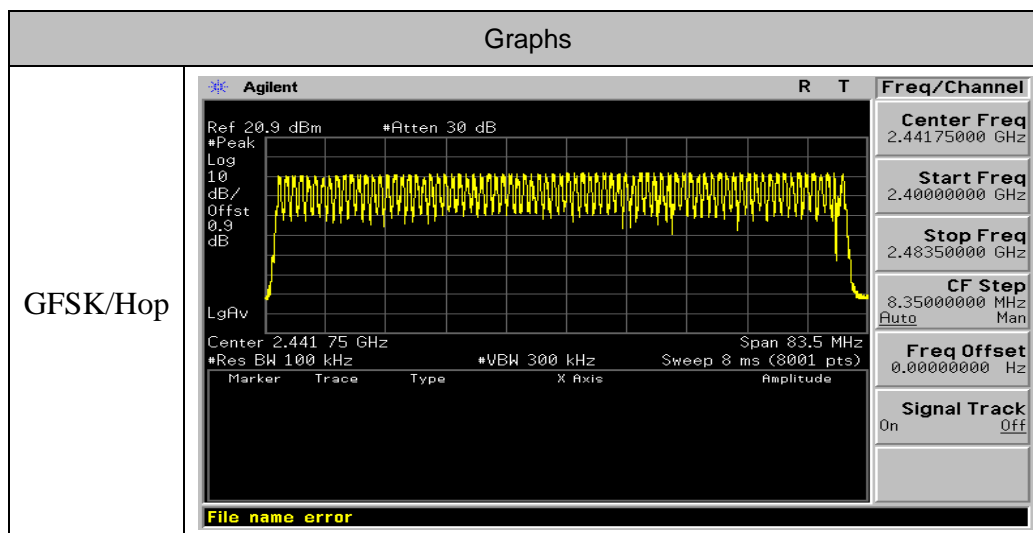 Graphs
GFSK/Hop
Agilent R T
Ref 20.9 dBm #Atten 30 dB
#Peak
Log
10
dB/
Offst
0.9
dB
LgAv
Center 2.441 75 GHz Span 83.5 MHz
#Res BW 100 kHz #VBW 300 kHz Sweep 8 ms (8001 pts)
Marker Trace Type X Axis Amplitude
File name error
Freq/Channel
Center Freq
2.44175000 GHz
Start Freq
2.40000000 GHz
Stop Freq
2.48350000 GHz
CF Step
8.35000000 MHz
Auto Man
Freq Offset
0.00000000 Hz
Signal Track
On Off